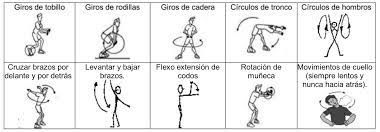 Giros de tobillo
Giros de rodillas
Giros de cadera
Círculos de tronco
Círculos de hombros
Cruzar brazos por
delante y por detrás
Levantar y bajar
brazos.
Flexo extensión de
codos
Rotación de
muñeca
Movimientos de cuello
(siempre lentos y
nunca hacia atrás).